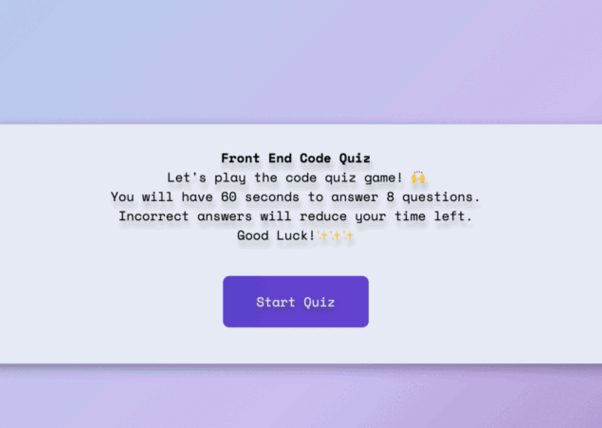 Front End Code Quiz
Let's play the code quiz game! 🙌
You will have 60 seconds to answer 8 questions.
Incorrect answers will reduce your time left.
Good Luck!✨✨✨
Start Quiz